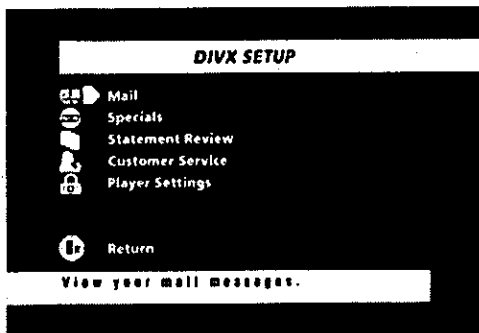 DIVX SETUP
Mail
Specials
Statement Review
Customer Service
Player Settings
Return
View your mail messages.